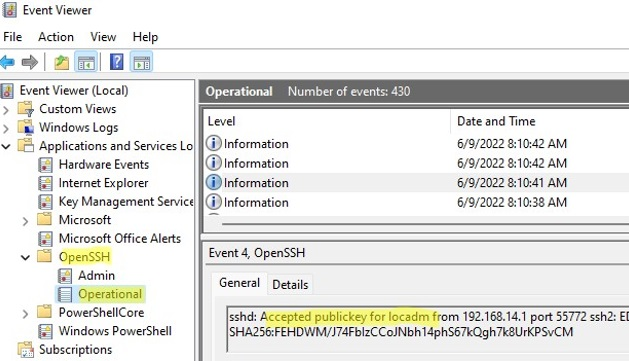 Event Viewer
File Action View Help
Event Viewer (Local)
Custom Views
Windows Logs
Applications and Services Lo
Hardware Events
Internet Explorer
Key Management Service
Microsoft
Microsoft Office Alerts
OpenSSH
Admin
Operational
PowerShellCore
Windows PowerShell
Subscriptions
Operational Number of events: 430
Level Date and Time
Information 6/9/2022 8:10:42 AM
Information 6/9/2022 8:10:42 AM
Information 6/9/2022 8:10:41 AM
Information 6/9/2022 8:10:38 AM
Event 4, OpenSSH
General Details
sshd: Accepted publickey for locadm from 192.168.14.1 port 55772 ssh2: ED
SHA256:FEHDWM/J74FbIzCCoJNbh14phS67kQgh7k8UrKPSvCM